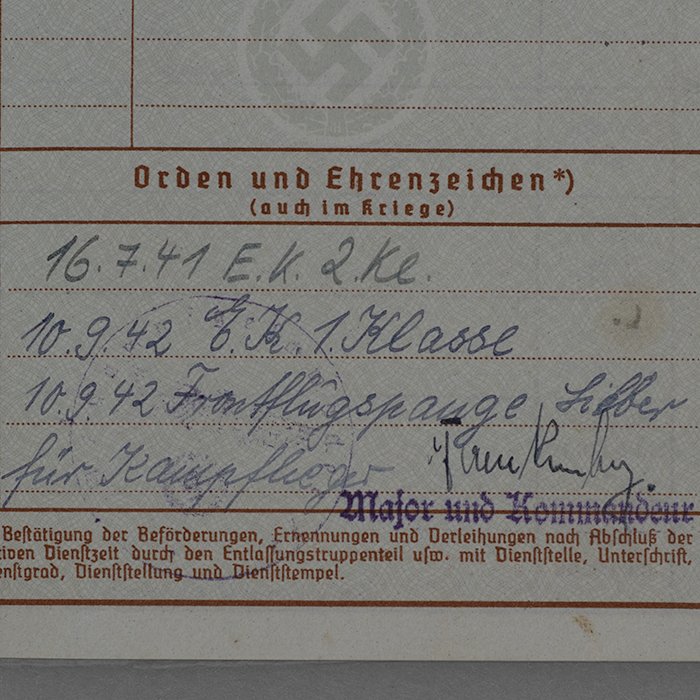 Orden und Ehrenzeichen*)
(auch im Kriege)
16.7.41 E.K. 2.Kl.
10.9.42 E.K. 1.Klasse
10.9.42 Frontflugspange Silber
für Kampfflieger
Major und Kommandeur
Bestätigung der Beförderungen, Ernennungen und Verleihungen nach Abschluß der
tiven Dienstzeit durch den Entlassungstruppenteil usw. mit Dienststelle, Unterschrift,
enstgrad, Dienststellung und Dienststempel.